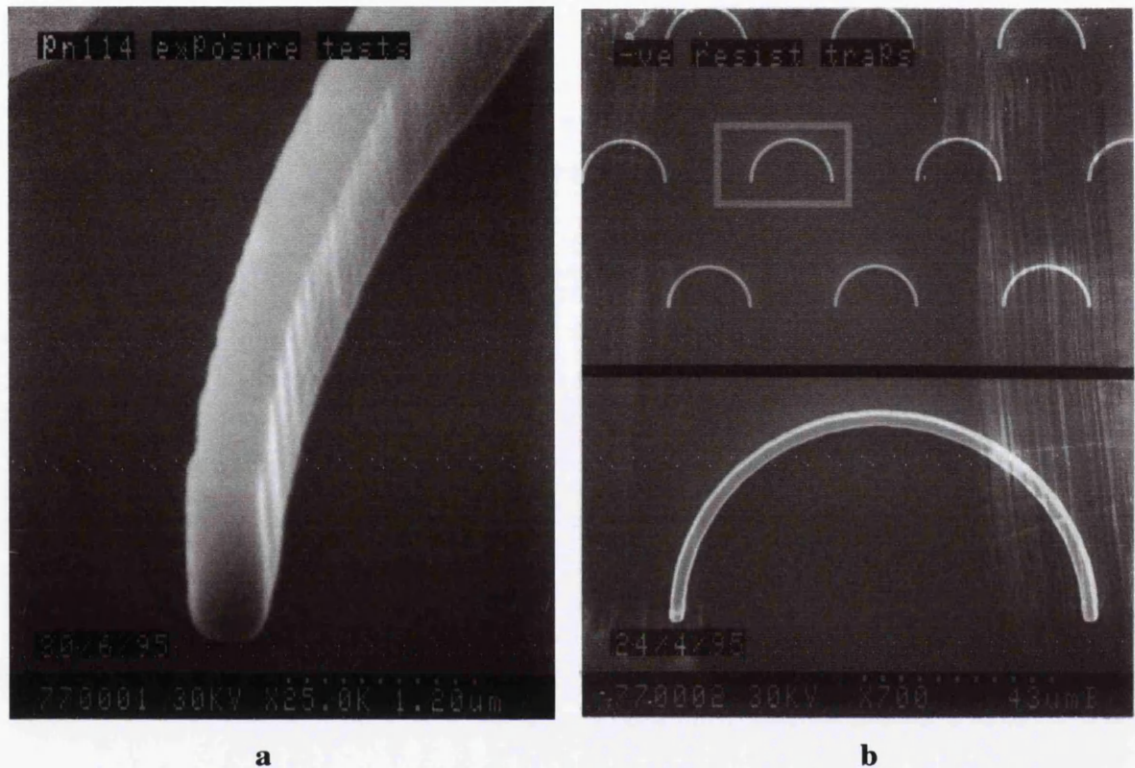 Pn114 exposure tests
20/6/95
770001 30KV X25.0K 1.20um
a
-ve resist traps
24/4/95
770002 30KV X700 43um
b